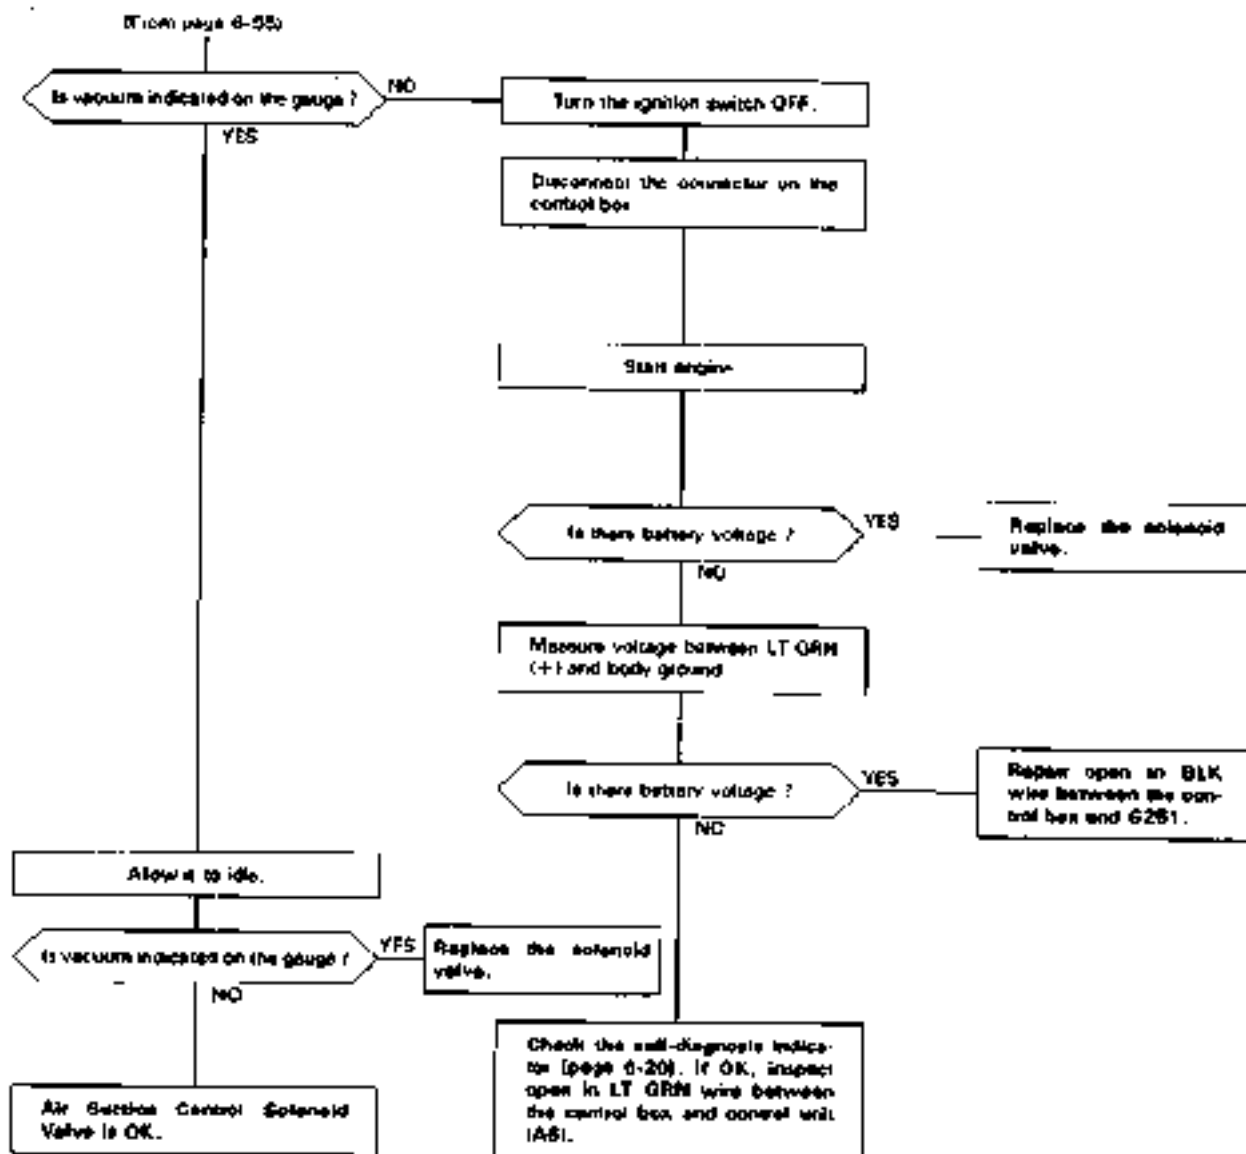 (From page 6-
Is vacuum indicated on the gauge ?
NO
YES
Turn the ignition switch OFF.
Disconnect the connector on the
control box
Start engine
Is there battery voltage ?
YES
NO
Replace the solenoid
valve.
Measure voltage between LT GRN
(+) and body ground
Is there battery voltage ?
YES
NO
Repair open in BLK
wire between the con-
trol box and
Allow it to idle.
Is vacuum indicated on the gauge ?
YES
NO
Replace the solenoid
valve.
Air Suction Control Solenoid
Valve is OK.
Check the self-diagnosis indica-
tor (page 6-20). If OK, inspect
open in LT GRN wire between
the control box and control unit